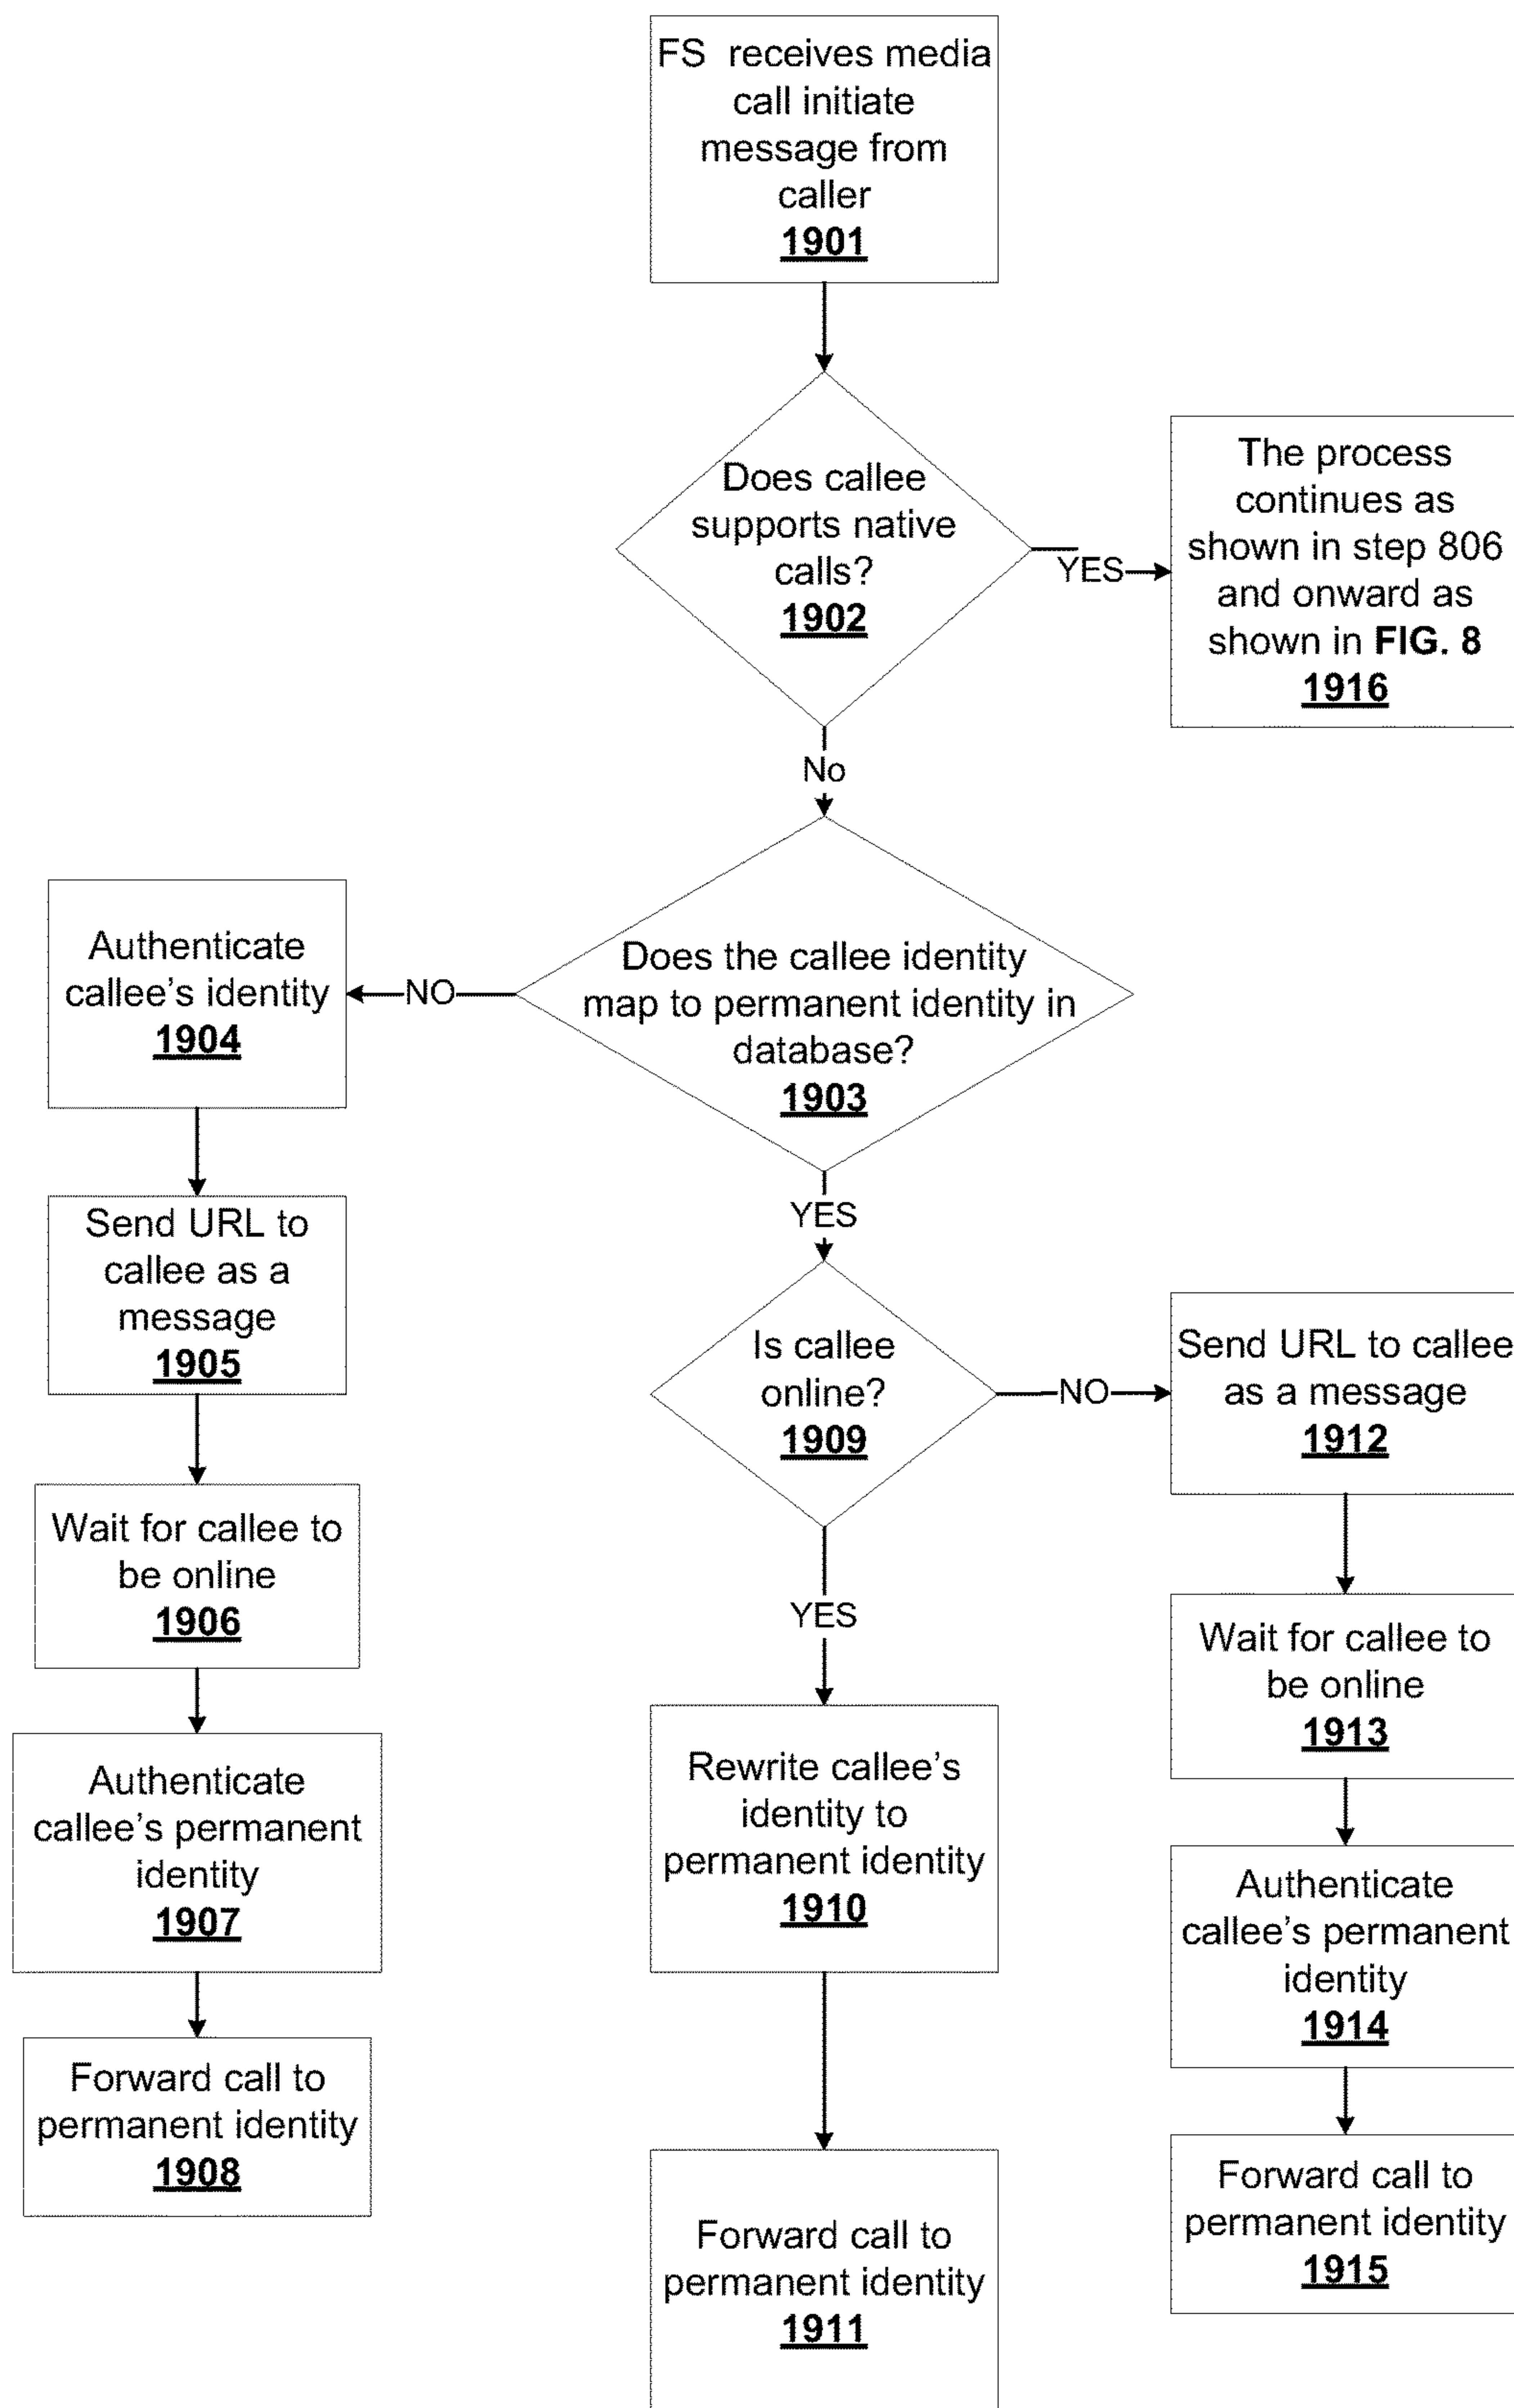 FS receives media
call initiate
message from
caller
1901
Does callee
supports native
calls?
1902
YES
The process
continues as
shown in step 806
and onward as
shown in FIG. 8
1916
No
Does the callee identity
map to permanent identity in
database?
1903
NO
Authenticate
callee's identity
1904
Send URL to
callee as a
message
1905
Wait for callee to
be online
1906
Authenticate
callee's permanent
identity
1907
Forward call to
permanent identity
1908
YES
Is callee
online?
1909
NO
Send URL to callee
as a message
1912
Wait for callee to
be online
1913
Authenticate
callee's permanent
identity
1914
Forward call to
permanent identity
1915
YES
Rewrite callee's
identity to
permanent identity
1910
Forward call to
permanent identity
1911